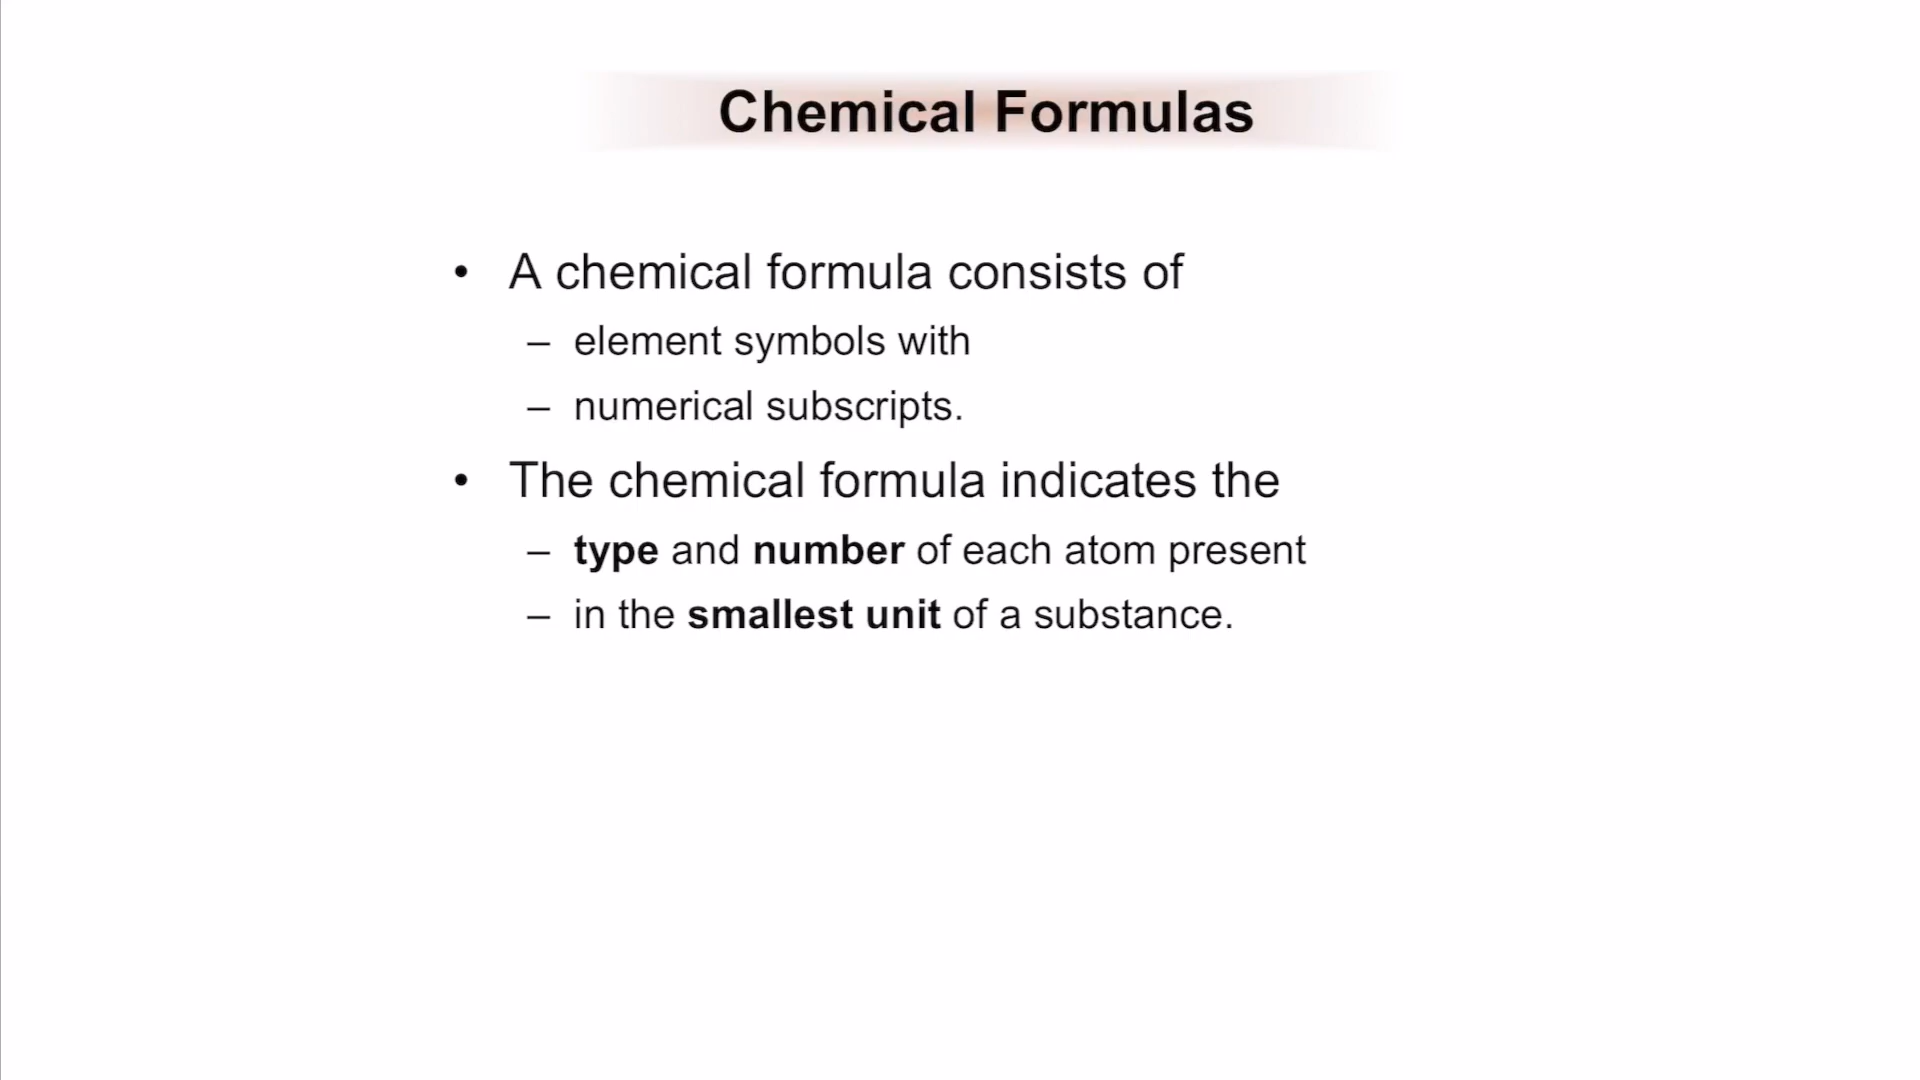 Chemical Formulas
• A chemical formula consists of
– element symbols with
– numerical subscripts.
• The chemical formula indicates the
– type and number of each atom present
– in the smallest unit of a substance.